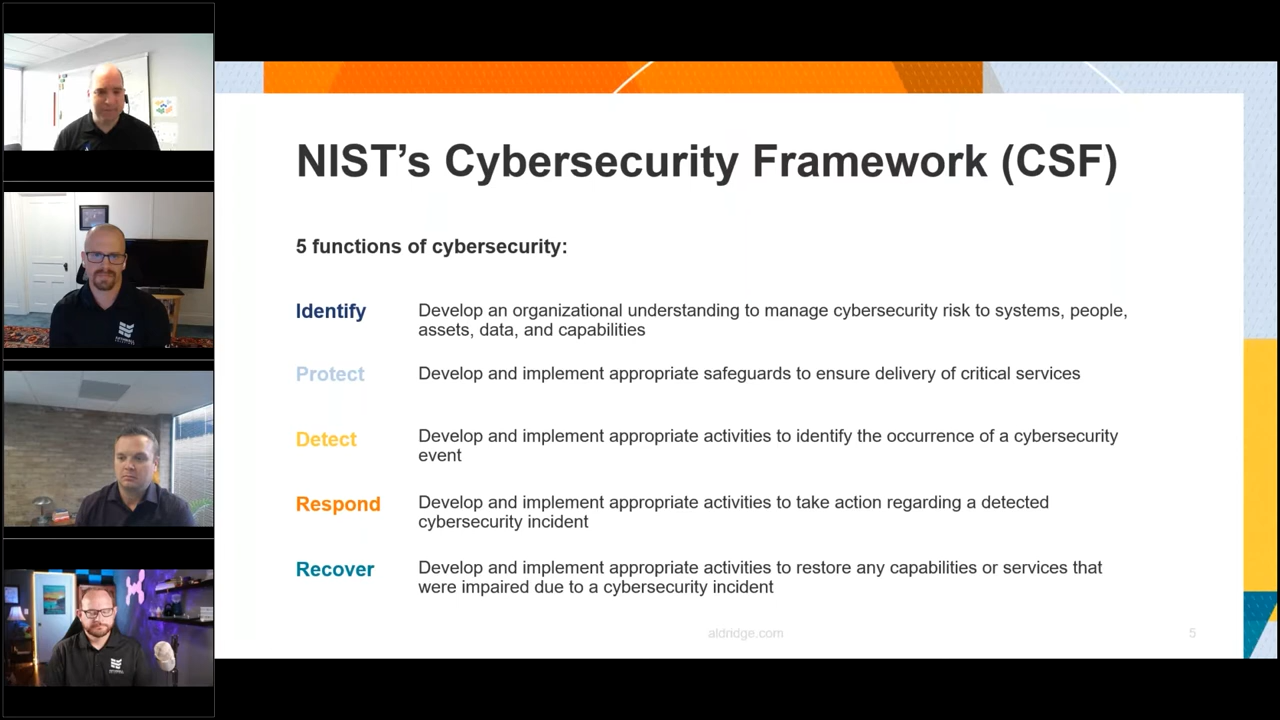 NIST’s Cybersecurity Framework (CSF)
5 functions of cybersecurity:
Identify
Develop an organizational understanding to manage cybersecurity risk to systems, people,
assets, data, and capabilities
Protect
Develop and implement appropriate safeguards to ensure delivery of critical services
Detect
Develop and implement appropriate activities to identify the occurrence of a cybersecurity
event
Respond
Develop and implement appropriate activities to take action regarding a detected
cybersecurity incident
Recover
Develop and implement appropriate activities to restore any capabilities or services that
were impaired due to a cybersecurity incident
aldridge.com
5